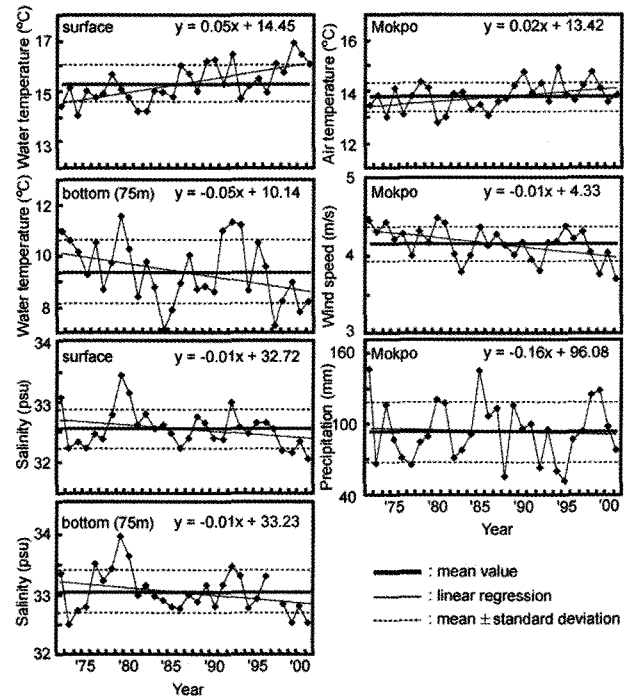 surface y = 0.05x + 14.45
Water temperature (°C)
17
15
13
bottom (75m) y = -0.05x + 10.14
Water temperature (°C)
12
10
8
surface y = -0.01x + 32.72
Salinity (psu)
34
33
32
bottom (75m) y = -0.01x + 33.23
Salinity (psu)
34
33
32
'75 '80 '85 '90 '95 '00
Year
Mokpo y = 0.02x + 13.42
Air temperature (°C)
16
14
12
Mokpo y = -0.01x + 4.33
Wind speed (m/s)
5
4
3
Mokpo y = -0.16x + 96.08
Precipitation (mm)
160
100
40
75 '80 '85 '90 '95 '00
Year
: mean value
: linear regression
: mean ± standard deviation